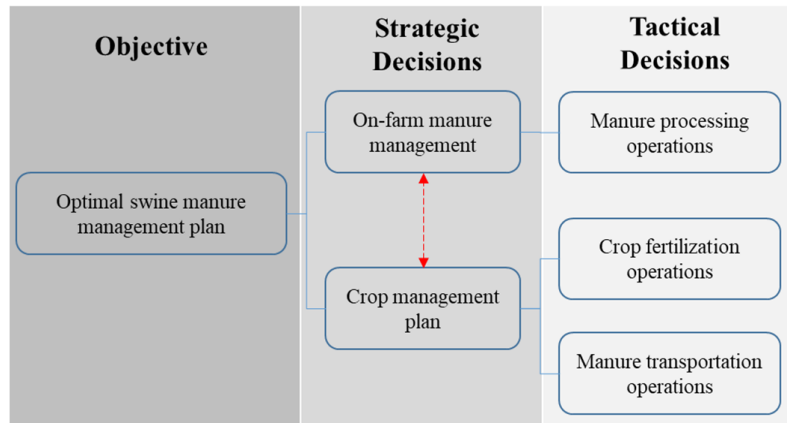 Objective
Strategic
Decisions
Tactical
Decisions
Optimal swine manure
management plan
On-farm manure
management
Crop management
plan
Manure processing
operations
Crop fertilization
operations
Manure transportation
operations